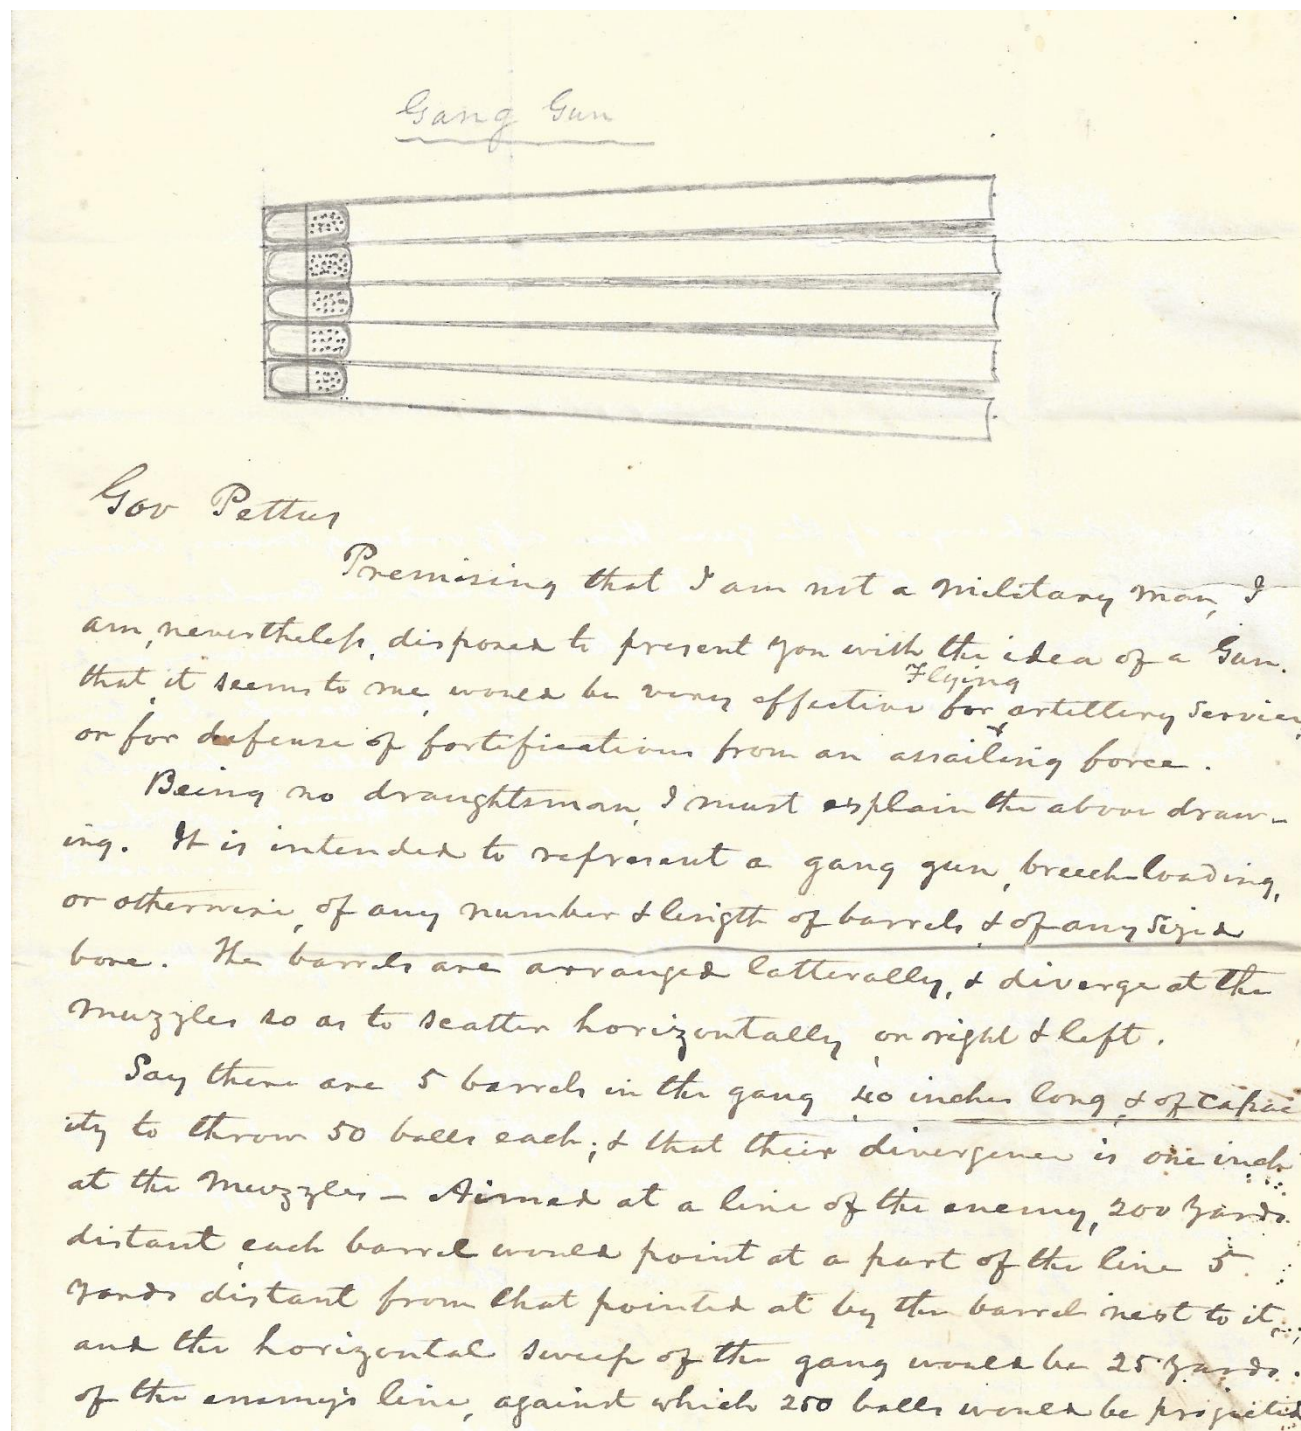 Gang Gun
Gov Pettus
Premising that I am not a military man, I
am, nevertheless, disposed to present you with the idea of a Gun.
that, it seems to me, would be very effective for Flying artillery service,
or for defense of fortifications from an assailing force.
Being no draughtsman, I must explain the above draw-
ing. It is intended to represent a gang gun, breech-loading,
or otherwise, of any number & length of barrels & of any sized
bore. The barrels are arranged latterally, & diverge at the
muzzles so as to scatter horizontally, or right & left.
Say there are 5 barrels in the gang 40 inches long, & of capac
ity to throw 50 balls each; & that their divergence is one inch
at the muzzles - Aimed at a line of the enemy, 200 yards
distant, each barrel would point at a part of the line 5
yards distant from that pointed at by the barrel next to it,
and the horizontal sweep of the gang would be 25 yards.
of the enemy's line, against which 250 balls would be projected